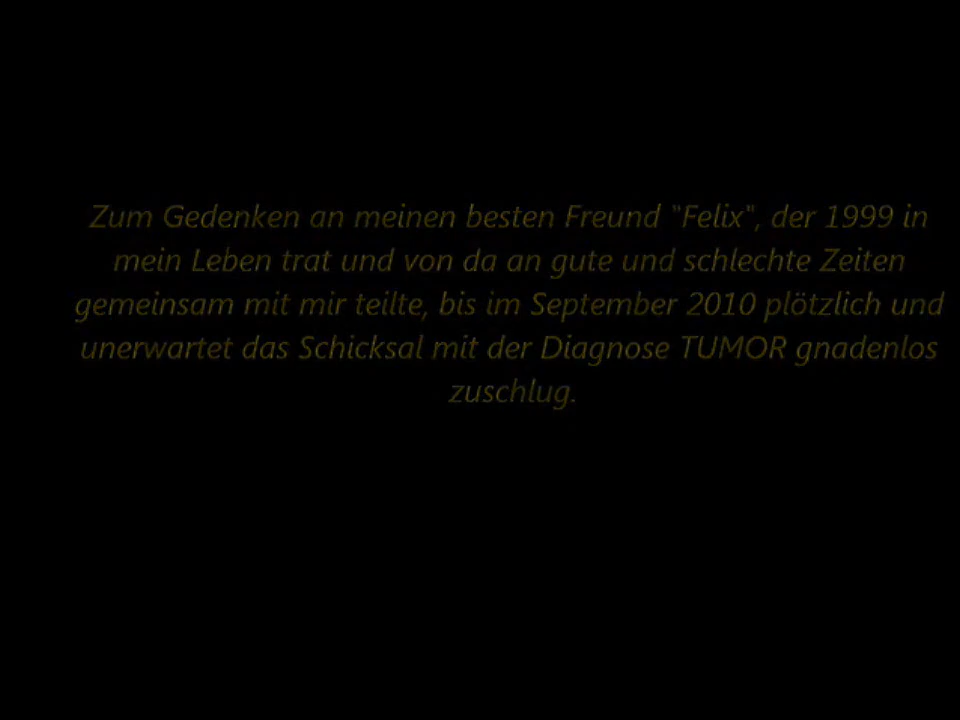 Zum Gedenken an meinen besten Freund "Felix", der 1999 in
mein Leben trat und von da an gute und schlechte Zeiten
gemeinsam mit mir teilte, bis im September 2010 plötzlich und
unerwartet das Schicksal mit der Diagnose TUMOR gnadenlos
zuschlug.